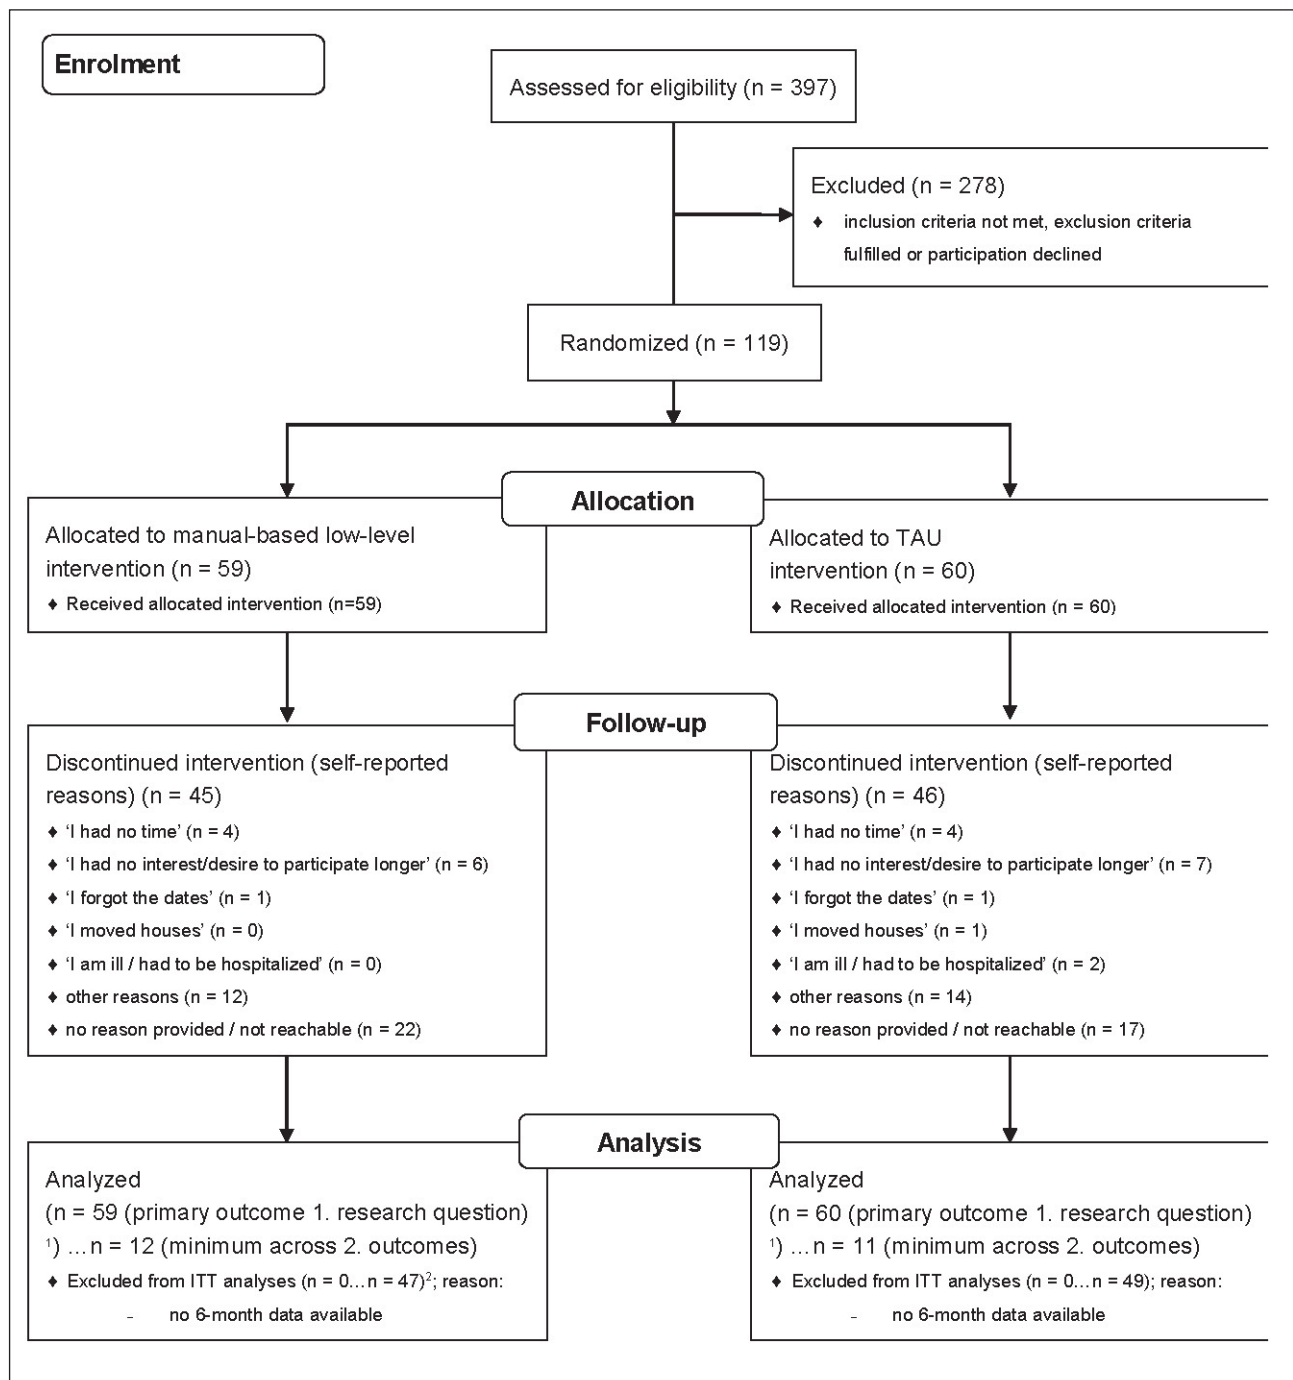 Enrolment
Assessed for eligibility (n = 397)
Excluded (n = 278)
♦ inclusion criteria not met, exclusion criteria
fulfilled or participation declined
Randomized (n = 119)
Allocation
Allocated to manual-based low-level
intervention (n = 59)
♦ Received allocated intervention (n=59)
Allocated to TAU
intervention (n = 60)
♦ Received allocated intervention (n = 60)
Follow-up
Discontinued intervention (self-reported
reasons) (n = 45)
♦ ‘I had no time’ (n = 4)
♦ ‘I had no interest/desire to participate longer’ (n = 6)
♦ ‘I forgot the dates’ (n = 1)
♦ ‘I moved houses’ (n = 0)
♦ ‘I am ill / had to be hospitalized’ (n = 0)
♦ other reasons (n = 12)
♦ no reason provided / not reachable (n = 22)
Discontinued intervention (self-reported
reasons) (n = 46)
♦ ‘I had no time’ (n = 4)
♦ ‘I had no interest/desire to participate longer’ (n = 7)
♦ ‘I forgot the dates’ (n = 1)
♦ ‘I moved houses’ (n = 1)
♦ ‘I am ill / had to be hospitalized’ (n = 2)
♦ other reasons (n = 14)
♦ no reason provided / not reachable (n = 17)
Analysis
Analyzed
(n = 59 (primary outcome 1. research question)
¹) …n = 12 (minimum across 2. outcomes)
♦ Excluded from ITT analyses (n = 0…n = 47)²; reason:
– no 6-month data available
Analyzed
(n = 60 (primary outcome 1. research question)
¹) …n = 11 (minimum across 2. outcomes)
♦ Excluded from ITT analyses (n = 0…n = 49); reason:
– no 6-month data available